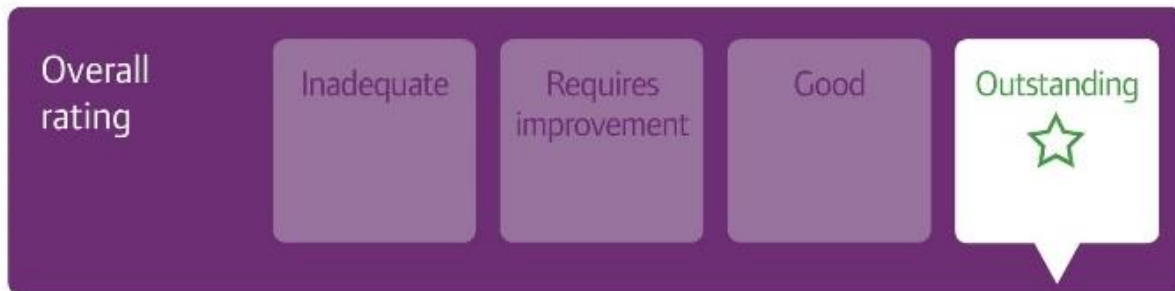 Overall
rating
Inadequate
Requires
improvement
Good
Outstanding